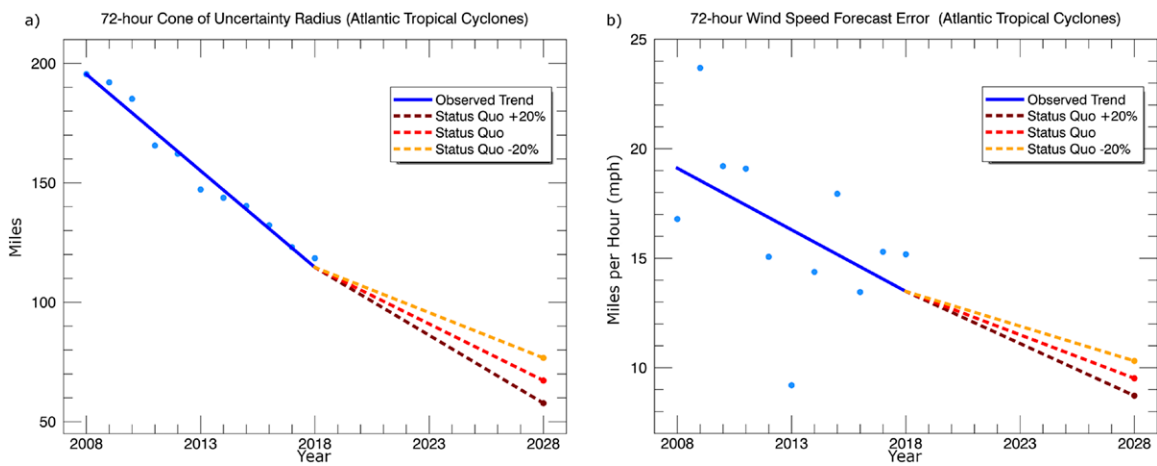 a) 72-hour Cone of Uncertainty Radius (Atlantic Tropical Cyclones)
200
150
100
50
Miles
Observed Trend
Status Quo +20%
Status Quo
Status Quo -20%
2008 2013 2018 2023 2028
Year
b) 72-hour Wind Speed Forecast Error (Atlantic Tropical Cyclones)
25
20
15
10
Miles per Hour (mph)
Observed Trend
Status Quo +20%
Status Quo
Status Quo -20%
2008 2013 2018 2023 2028
Year